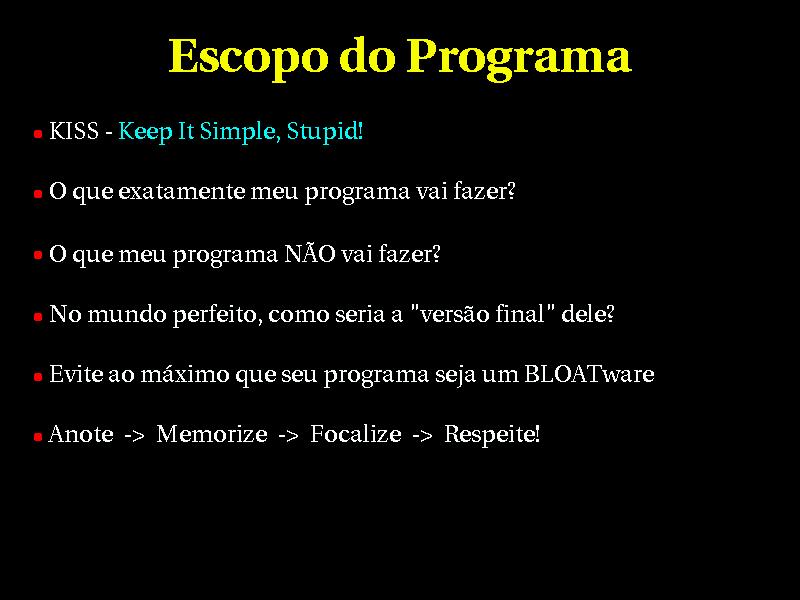 Escopo do Programa
KISS - Keep It Simple, Stupid!
O que exatamente meu programa vai fazer?
O que meu programa NÃO vai fazer?
No mundo perfeito, como seria a "versão final" dele?
Evite ao máximo que seu programa seja um BLOATware
Anote -> Memorize -> Focalize -> Respeite!